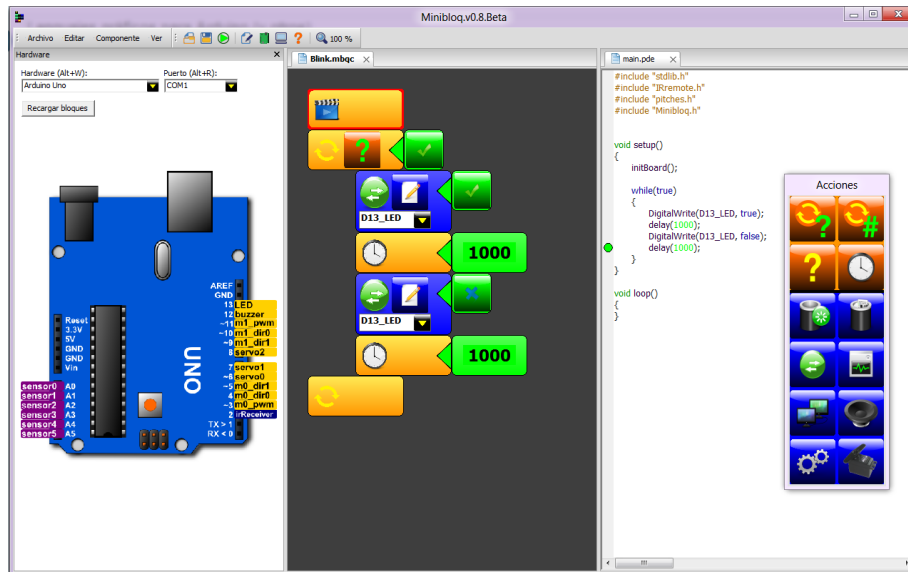 Minibloq.v0.8.Beta
Archivo Editar Componente Ver 100 %
Hardware
Hardware (Alt+W): Puerto (Alt+R):
Arduino Uno COM1
Recargar bloques
AREF
GND
13 LED
12 buzzer
~11 m1_pwm
~10 m1_dir0
~9 m1_dir1
8 servo2
7 servo1
~6 servo0
~5 m0_dir1
4 m0_dir0
~3 m0_pwm
2 irReceiver
TX > 1
RX < 0
Reset
3.3V
5V
GND
GND
Vin
sensor0 A0
sensor1 A1
sensor2 A2
sensor3 A3
sensor4 A4
sensor5 A5
UNO
Blink.mbqc
?
D13_LED
1000
D13_LED
1000
main.pde
#include "stdlib.h"
#include "IRremote.h"
#include "pitches.h"
#include "Minibloq.h"
void setup()
{
initBoard();
while(true)
{
DigitalWrite(D13_LED, true);
delay(1000);
DigitalWrite(D13_LED, false);
delay(1000);
}
}
void loop()
{
}
Acciones
? #
?